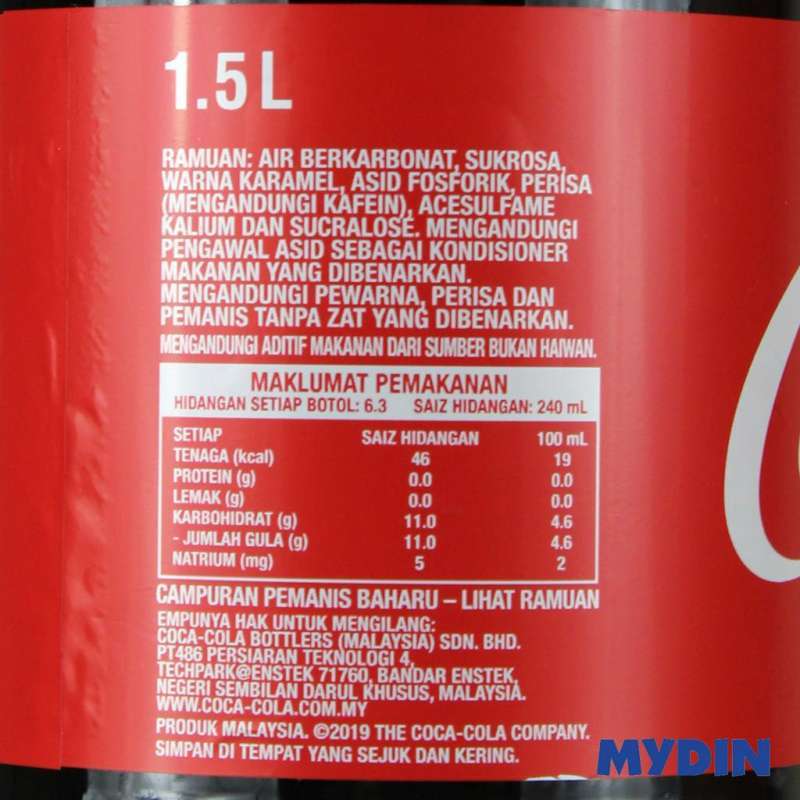 1.5 L
RAMUAN: AIR BERKARBONAT, SUKROSA,
WARNA KARAMEL, ASID FOSFORIK, PERISA
(MENGANDUNGI KAFEIN), ACESULFAME
KALIUM DAN SUCRALOSE. MENGANDUNGI
PENGAWAL ASID SEBAGAI KONDISIONER
MAKANAN YANG DIBENARKAN.
MENGANDUNGI PEWARNA, PERISA DAN
PEMANIS TANPA ZAT YANG DIBENARKAN.
MENGANDUNGI ADITIF MAKANAN DARI SUMBER BUKAN HAIWAN.
MAKLUMAT PEMAKANAN
HIDANGAN SETIAP BOTOL: 6.3 SAIZ HIDANGAN: 240 mL
SETIAP SAIZ HIDANGAN 100 mL
TENAGA (kcal) 46 19
PROTEIN (g) 0.0 0.0
LEMAK (g) 0.0 0.0
KARBOHIDRAT (g) 11.0 4.6
- JUMLAH GULA (g) 11.0 4.6
NATRIUM (mg) 5 2
CAMPURAN PEMANIS BAHARU – LIHAT RAMUAN
EMPUNYA HAK UNTUK MENGILANG:
COCA-COLA BOTTLERS (MALAYSIA) SDN. BHD.
PT486 PERSIARAN TEKNOLOGI 4,
TECHPARK@ENSTEK 71760, BANDAR ENSTEK,
NEGERI SEMBILAN DARUL KHUSUS, MALAYSIA.
WWW.COCA-COLA.COM.MY
PRODUK MALAYSIA. ©2019 THE COCA-COLA COMPANY.
SIMPAN DI TEMPAT YANG SEJUK DAN KERING.
MYDIN